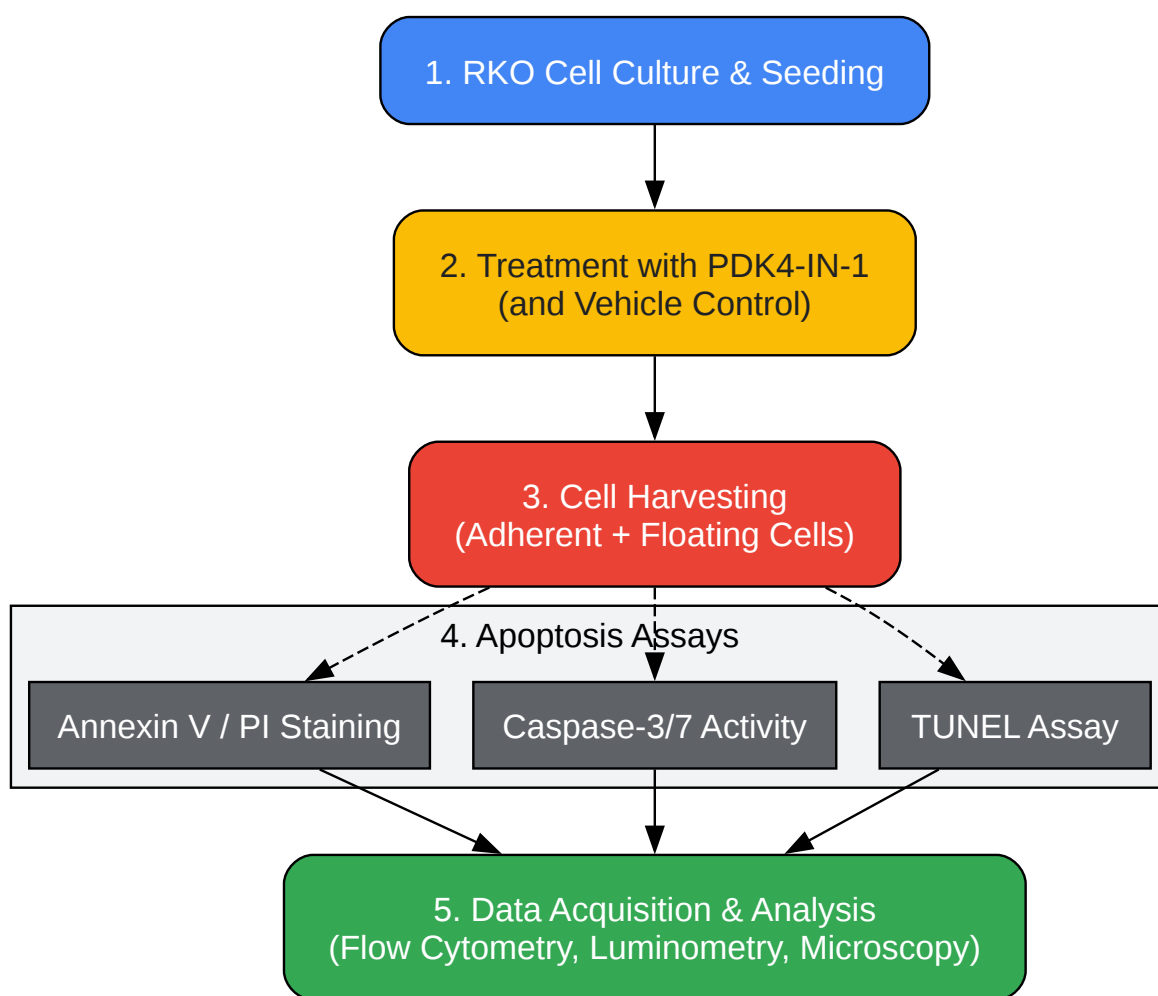 1. RKO Cell Culture & Seeding
2. Treatment with PDK4-IN-1
(and Vehicle Control)
3. Cell Harvesting
(Adherent + Floating Cells)
4. Apoptosis Assays
Annexin V / PI Staining
Caspase-3/7 Activity
TUNEL Assay
5. Data Acquisition & Analysis
(Flow Cytometry, Luminometry, Microscopy)